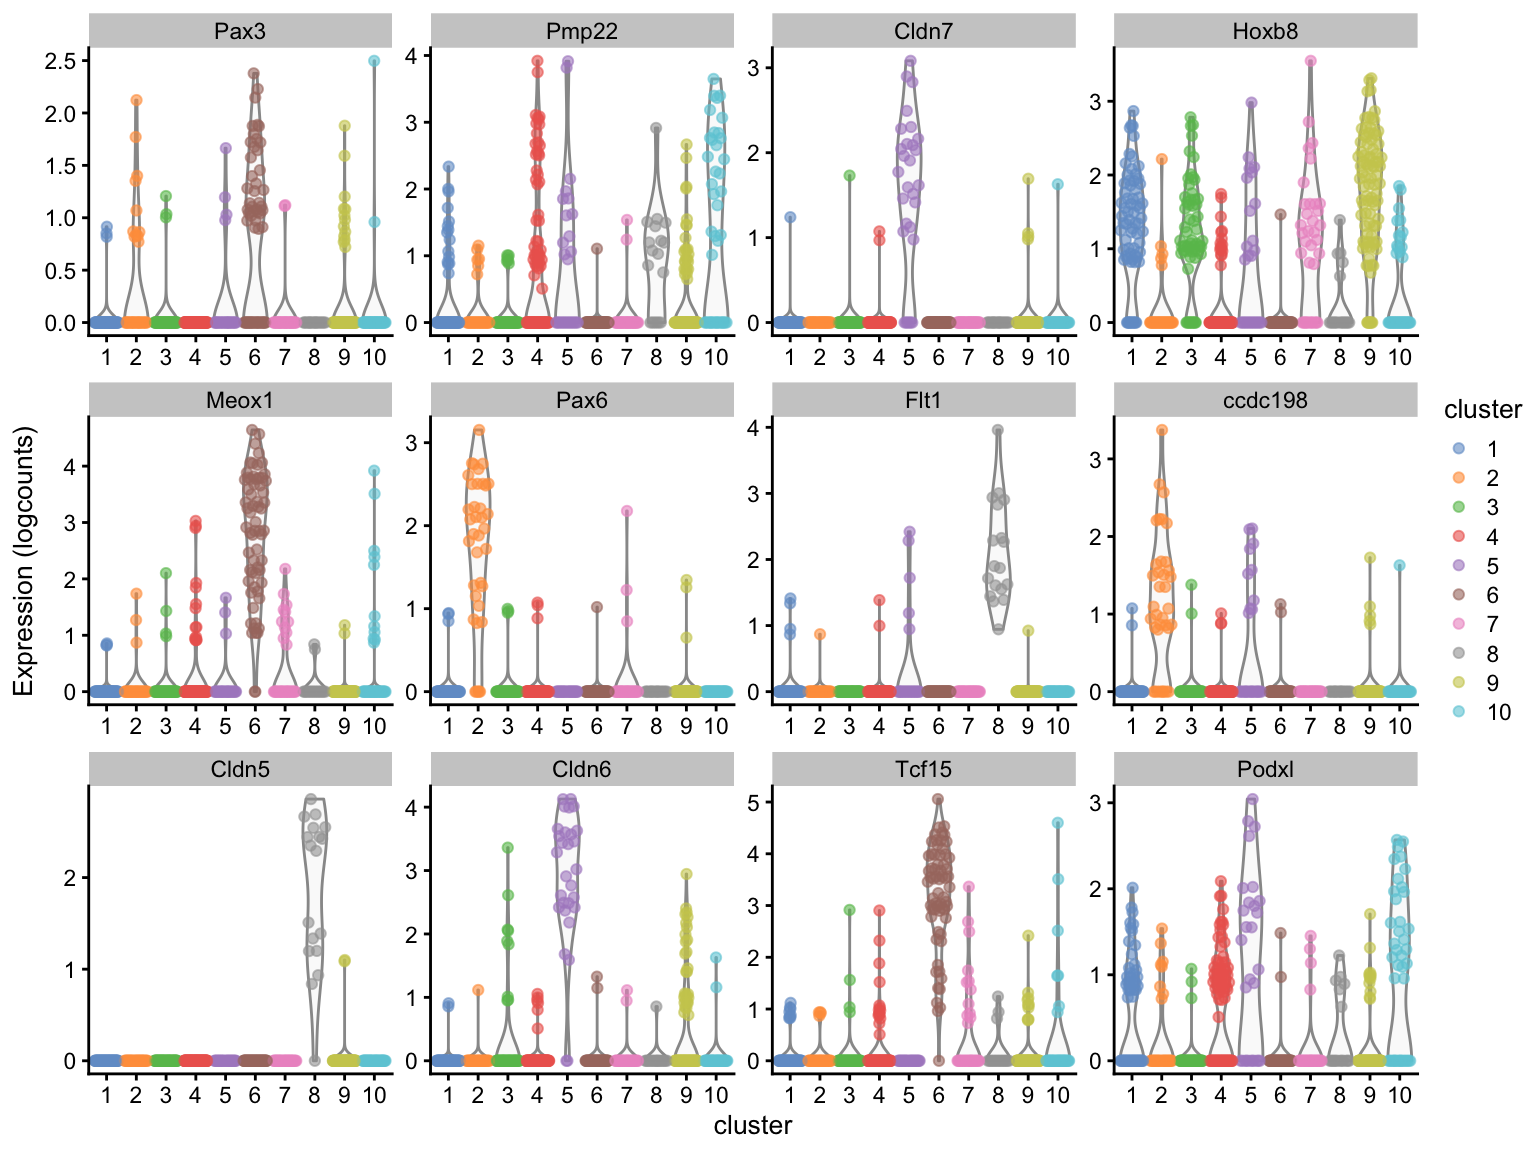 Pax3 Pmp22 Cldn7 Hoxb8
2.5 2.0 1.5 1.0 0.5 0.0
4 3 2 1 0
3 2 1 0
3 2 1 0
1 2 3 4 5 6 7 8 9 10 1 2 3 4 5 6 7 8 9 10 1 2 3 4 5 6 7 8 9 10 1 2 3 4 5 6 7 8 9 10
Meox1 Pax6 Flt1 ccdc198
4 3 2 1 0
3 2 1 0
4 3 2 1 0
3 2 1 0
1 2 3 4 5 6 7 8 9 10 1 2 3 4 5 6 7 8 9 10 1 2 3 4 5 6 7 8 9 10 1 2 3 4 5 6 7 8 9 10
Cldn5 Cldn6 Tcf15 Podxl
2 1 0
4 3 2 1 0
5 4 3 2 1 0
3 2 1 0
1 2 3 4 5 6 7 8 9 10 1 2 3 4 5 6 7 8 9 10 1 2 3 4 5 6 7 8 9 10 1 2 3 4 5 6 7 8 9 10
Expression (logcounts)
cluster
cluster
1
2
3
4
5
6
7
8
9
10